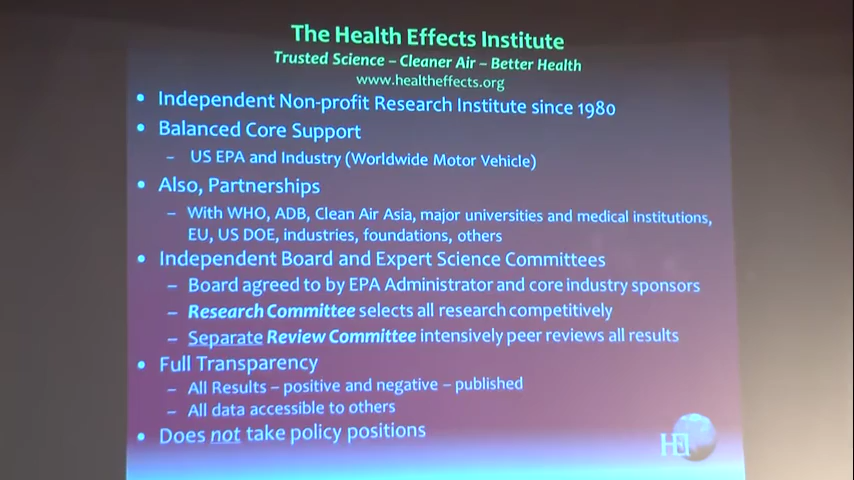 The Health Effects Institute
Trusted Science – Cleaner Air – Better Health
www.healtheffects.org
• Independent Non-profit Research Institute since 1980
• Balanced Core Support
– US EPA and Industry (Worldwide Motor Vehicle)
• Also, Partnerships
– With WHO, ADB, Clean Air Asia, major universities and medical institutions,
EU, US DOE, industries, foundations, others
• Independent Board and Expert Science Committees
– Board agreed to by EPA Administrator and core industry sponsors
– Research Committee selects all research competitively
– Separate Review Committee intensively peer reviews all results
• Full Transparency
– All Results – positive and negative – published
– All data accessible to others
• Does not take policy positions
HEI